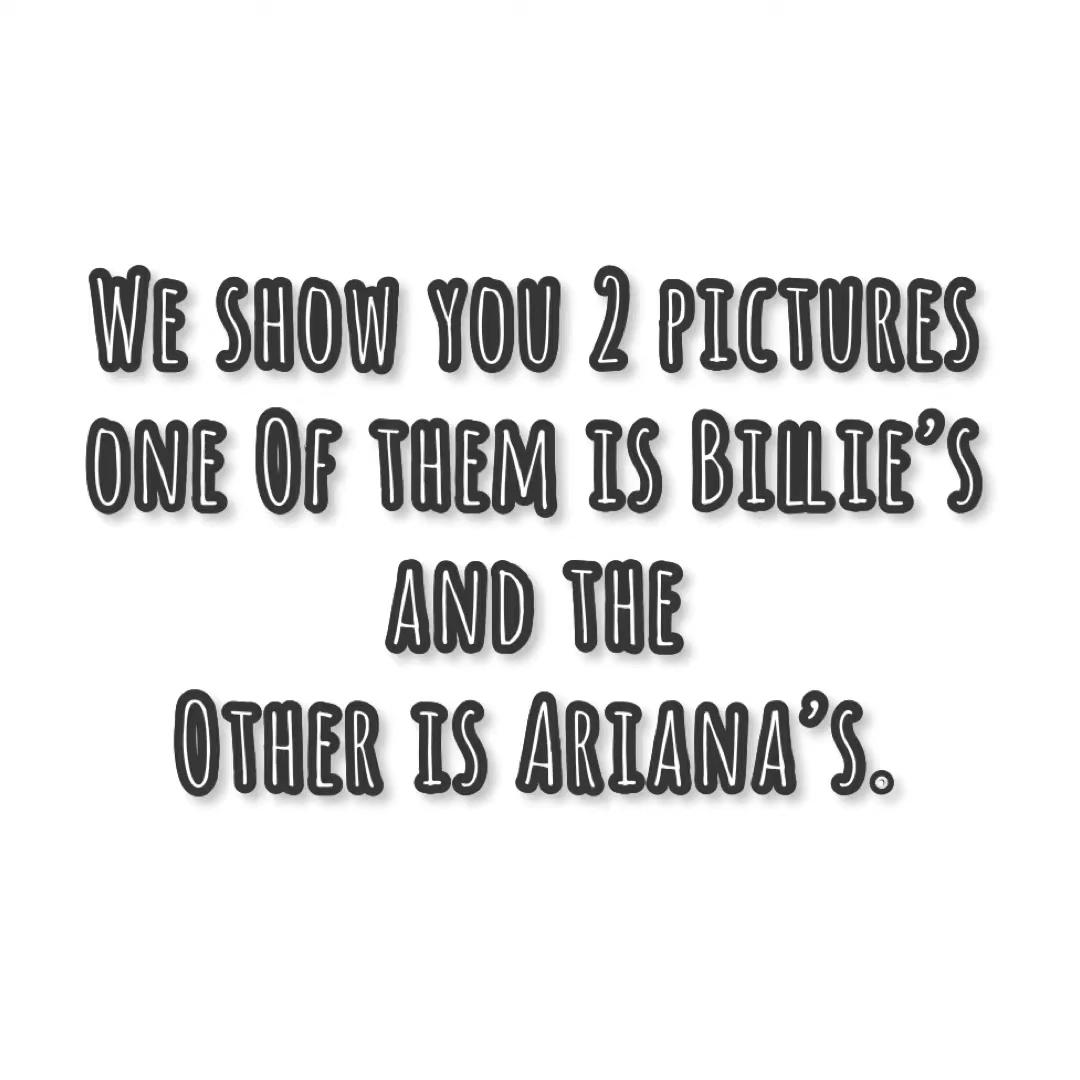 We show you 2 pictures
one Of them is Billie's
and the
Other is Ariana's.